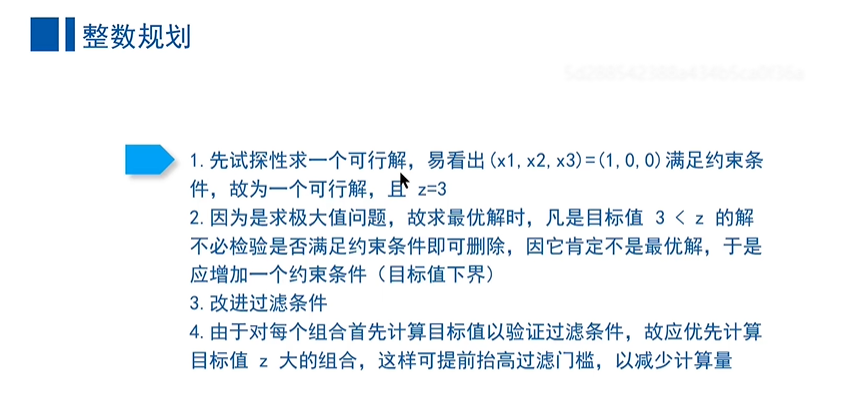 整数规划
1.先试探性求一个可行解，易看出(x1,x2,x3)=(1,0,0)满足约束条
件，故为一个可行解，且 z=3
2.因为是求极大值问题，故求最优解时，凡是目标值 3 < z 的解
不必检验是否满足约束条件即可删除，因它肯定不是最优解，于是
应增加一个约束条件（目标值下界）
3.改进过滤条件
4.由于对每个组合首先计算目标值以验证过滤条件，故应优先计算
目标值 z 大的组合，这样可提前抬高过滤门槛，以减少计算量